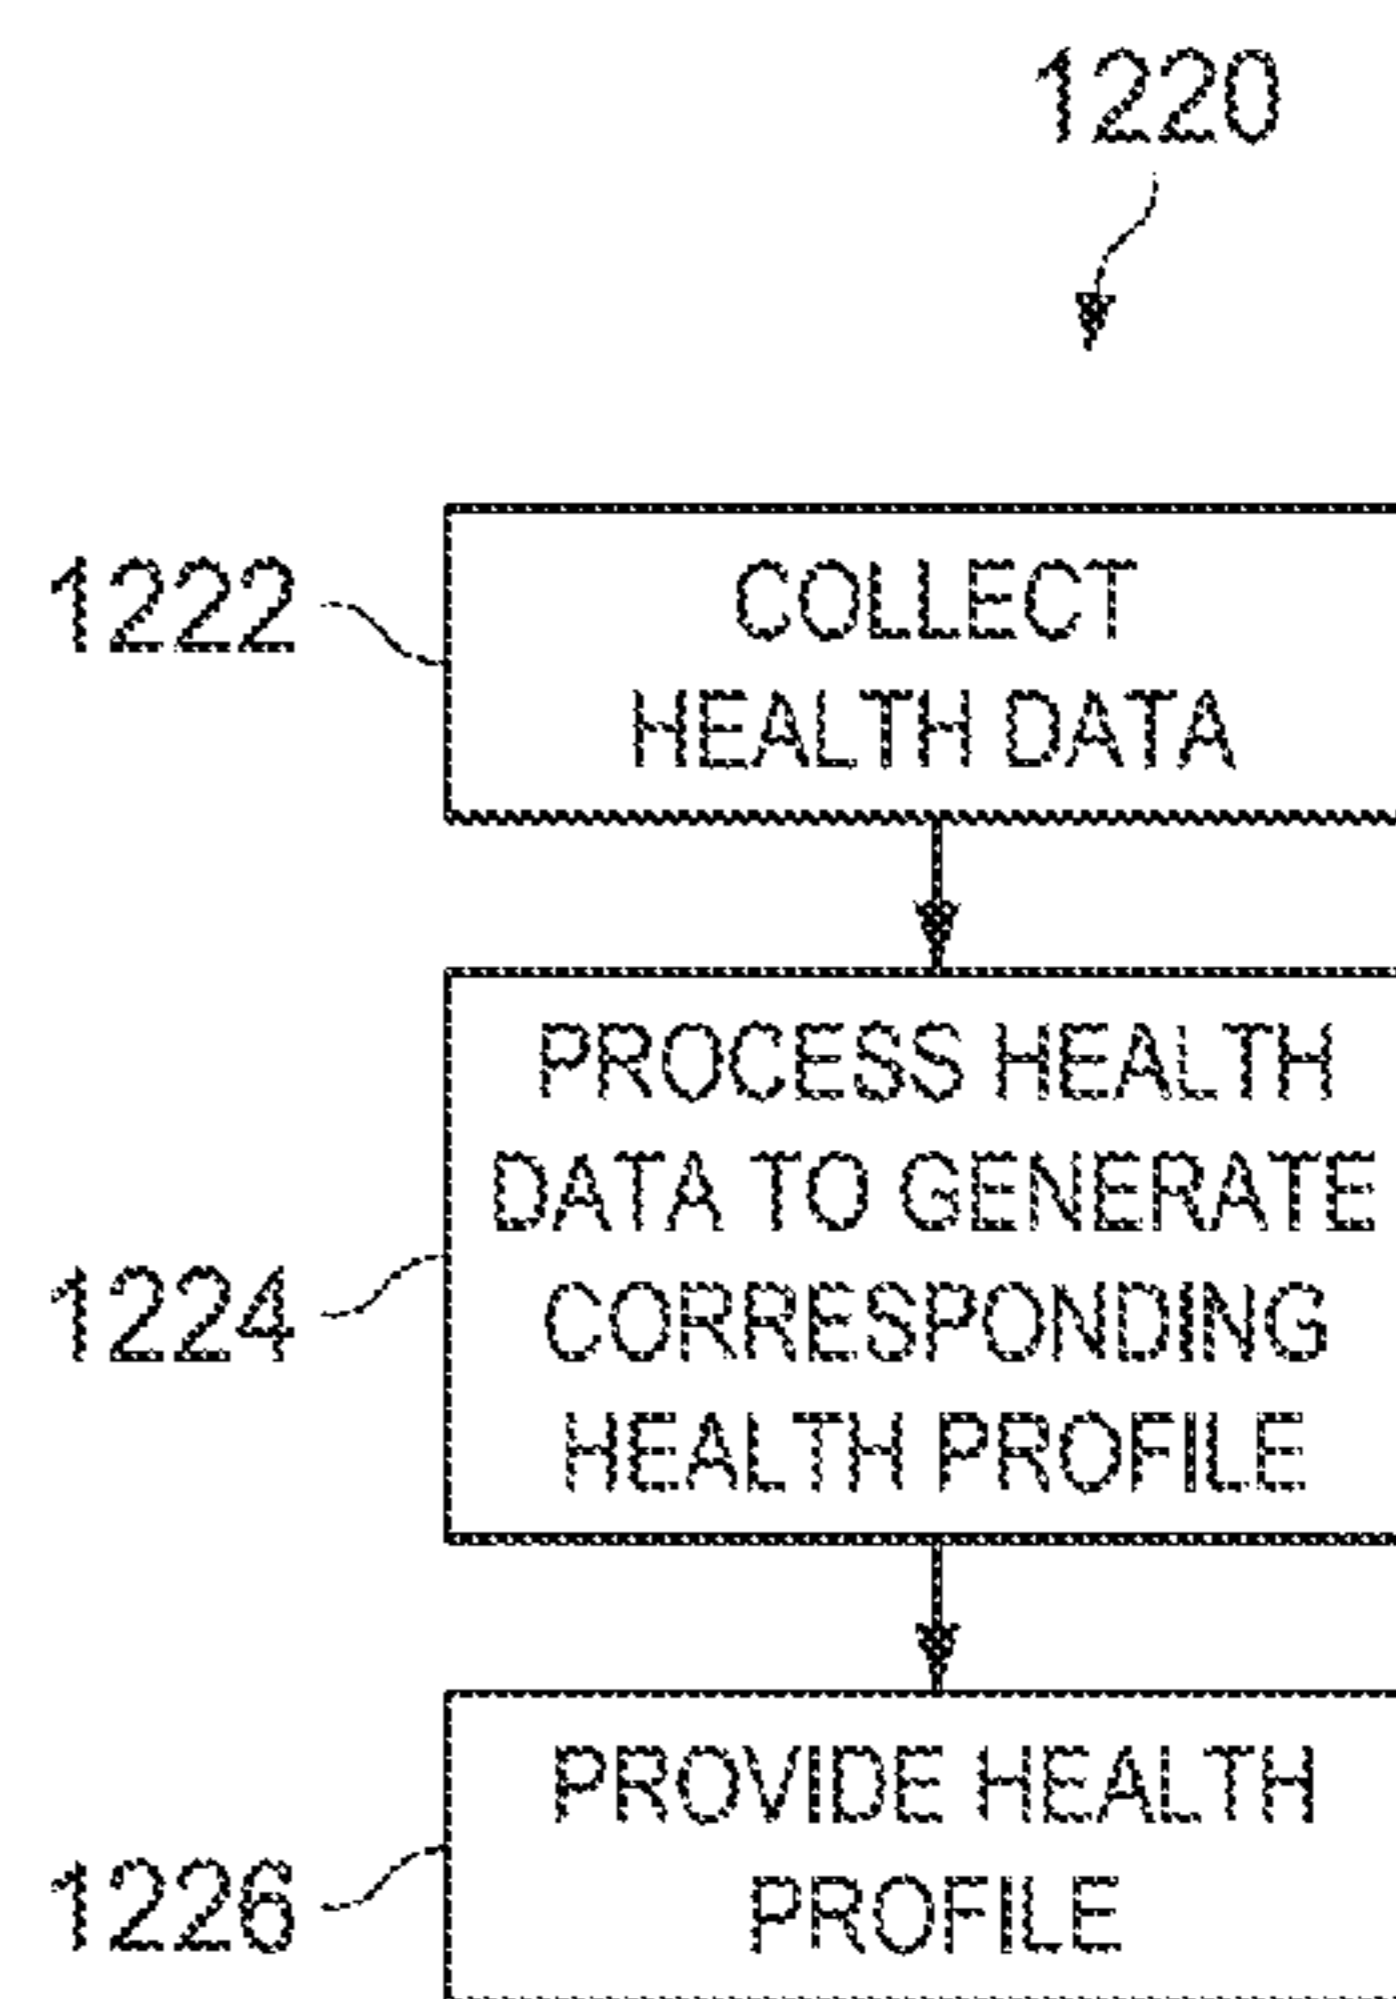 1220
1222
COLLECT
HEALTH DATA
PROCESS HEALTH
DATA TO GENERATE
1224
CORRESPONDING
HEALTH PROFILE
PROVIDE HEALTH
1226
PROFILE